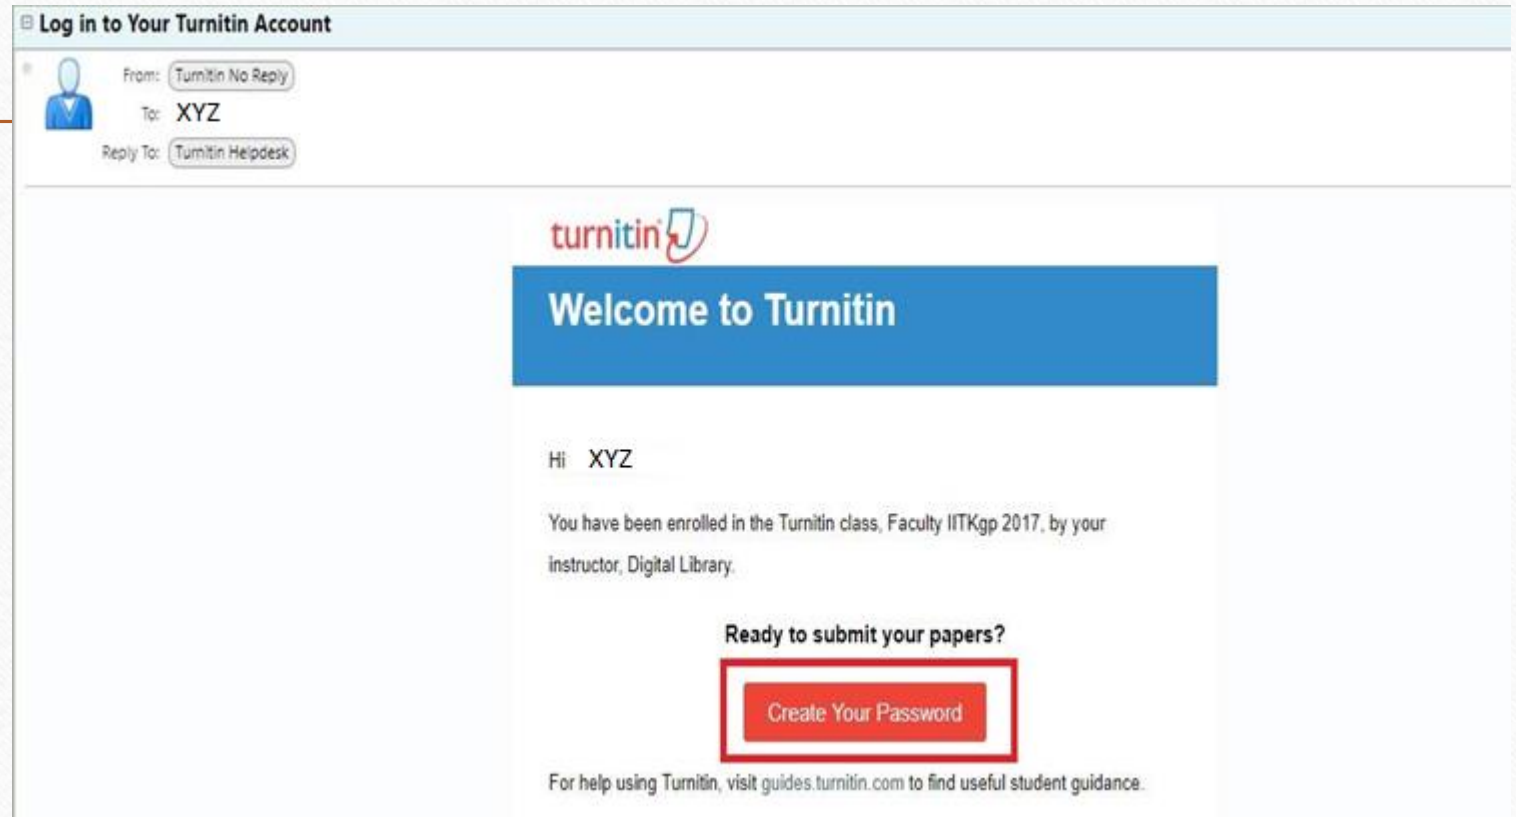 Log in to Your Turnitin Account
From: Turnitin No Reply
To: XYZ
Reply To: Turnitin Helpdesk
turnitin
Welcome to Turnitin
Hi XYZ
You have been enrolled in the Turnitin class, Faculty IITKgp 2017, by your
instructor, Digital Library.
Ready to submit your papers?
Create Your Password
For help using Turnitin, visit guides.turnitin.com to find useful student guidance.